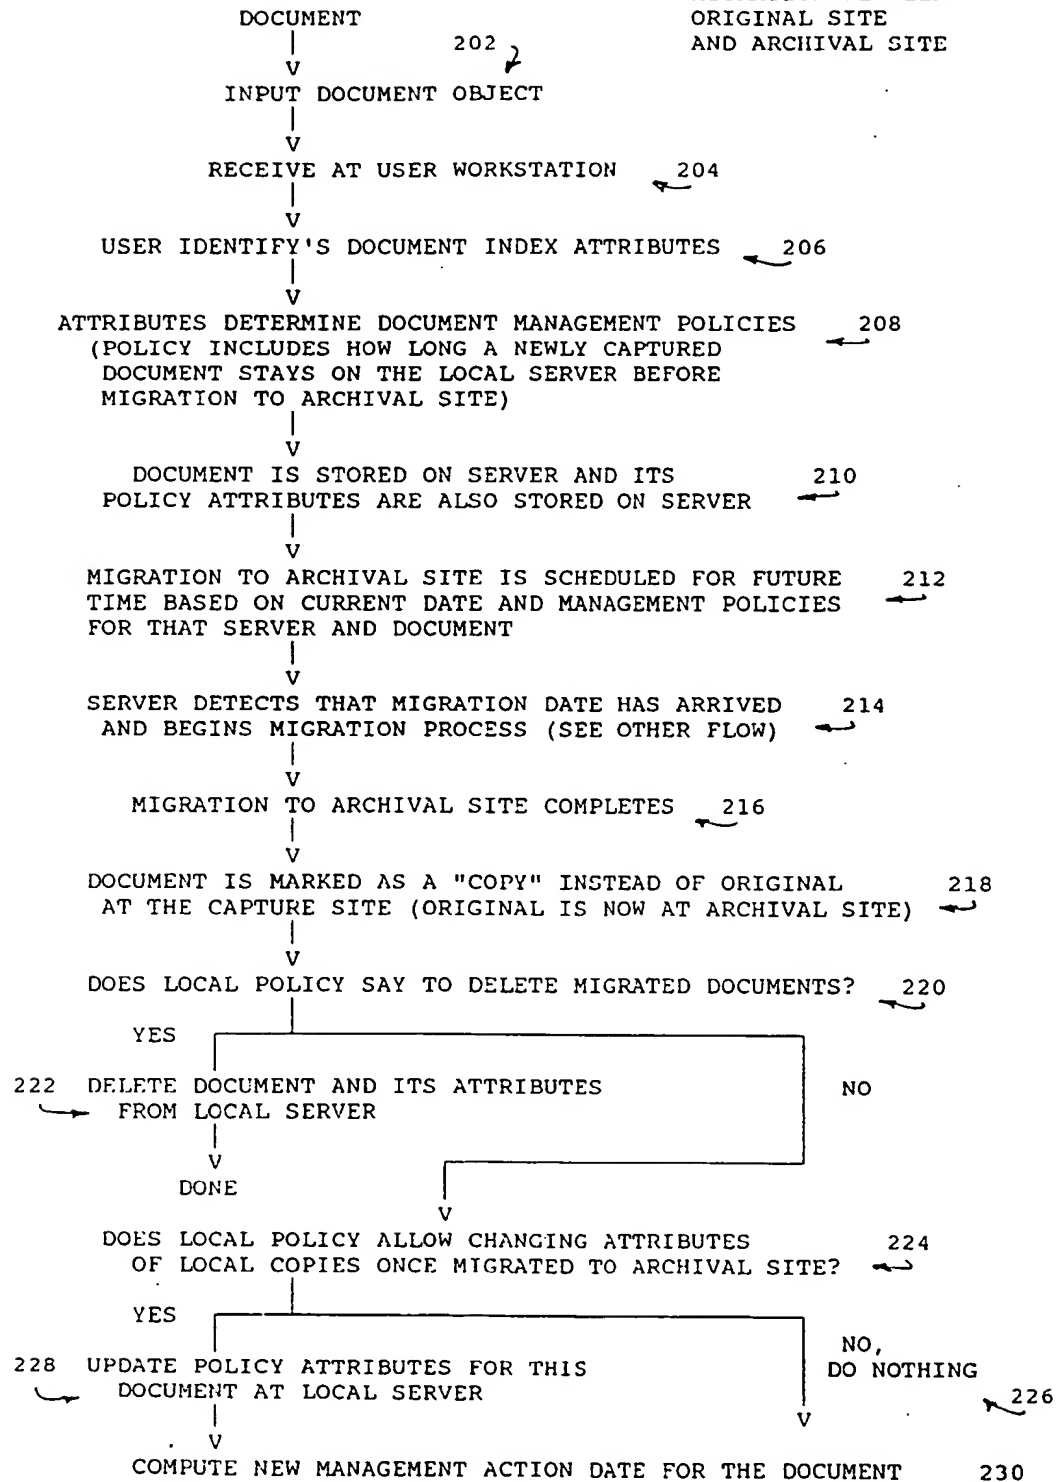 ORIGINAL SITE
AND ARCHIVAL SITE
DOCUMENT
V
202
INPUT DOCUMENT OBJECT
V
RECEIVE AT USER WORKSTATION 204
V
USER IDENTIFY'S DOCUMENT INDEX ATTRIBUTES 206
V
ATTRIBUTES DETERMINE DOCUMENT MANAGEMENT POLICIES 208
(POLICY INCLUDES HOW LONG A NEWLY CAPTURED
DOCUMENT STAYS ON THE LOCAL SERVER BEFORE
MIGRATION TO ARCHIVAL SITE)
V
DOCUMENT IS STORED ON SERVER AND ITS 210
POLICY ATTRIBUTES ARE ALSO STORED ON SERVER
V
MIGRATION TO ARCHIVAL SITE IS SCHEDULED FOR FUTURE 212
TIME BASED ON CURRENT DATE AND MANAGEMENT POLICIES
FOR THAT SERVER AND DOCUMENT
V
SERVER DETECTS THAT MIGRATION DATE HAS ARRIVED 214
AND BEGINS MIGRATION PROCESS (SEE OTHER FLOW)
V
MIGRATION TO ARCHIVAL SITE COMPLETES 216
V
DOCUMENT IS MARKED AS A "COPY" INSTEAD OF ORIGINAL 218
AT THE CAPTURE SITE (ORIGINAL IS NOW AT ARCHIVAL SITE)
V
DOES LOCAL POLICY SAY TO DELETE MIGRATED DOCUMENTS? 220
YES
222 DELETE DOCUMENT AND ITS ATTRIBUTES NO
FROM LOCAL SERVER
V
DONE
V
DOES LOCAL POLICY ALLOW CHANGING ATTRIBUTES 224
OF LOCAL COPIES ONCE MIGRATED TO ARCHIVAL SITE?
YES
NO,
228 UPDATE POLICY ATTRIBUTES FOR THIS DO NOTHING
DOCUMENT AT LOCAL SERVER 226
V
V
COMPUTE NEW MANAGEMENT ACTION DATE FOR THE DOCUMENT 230